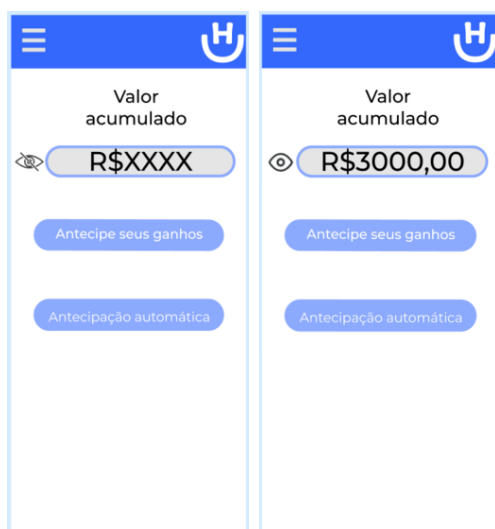 H
Valor
acumulado
R$XXXX
Antecipe seus ganhos
Antecipação automática
H
Valor
acumulado
R$3000,00
Antecipe seus ganhos
Antecipação automática